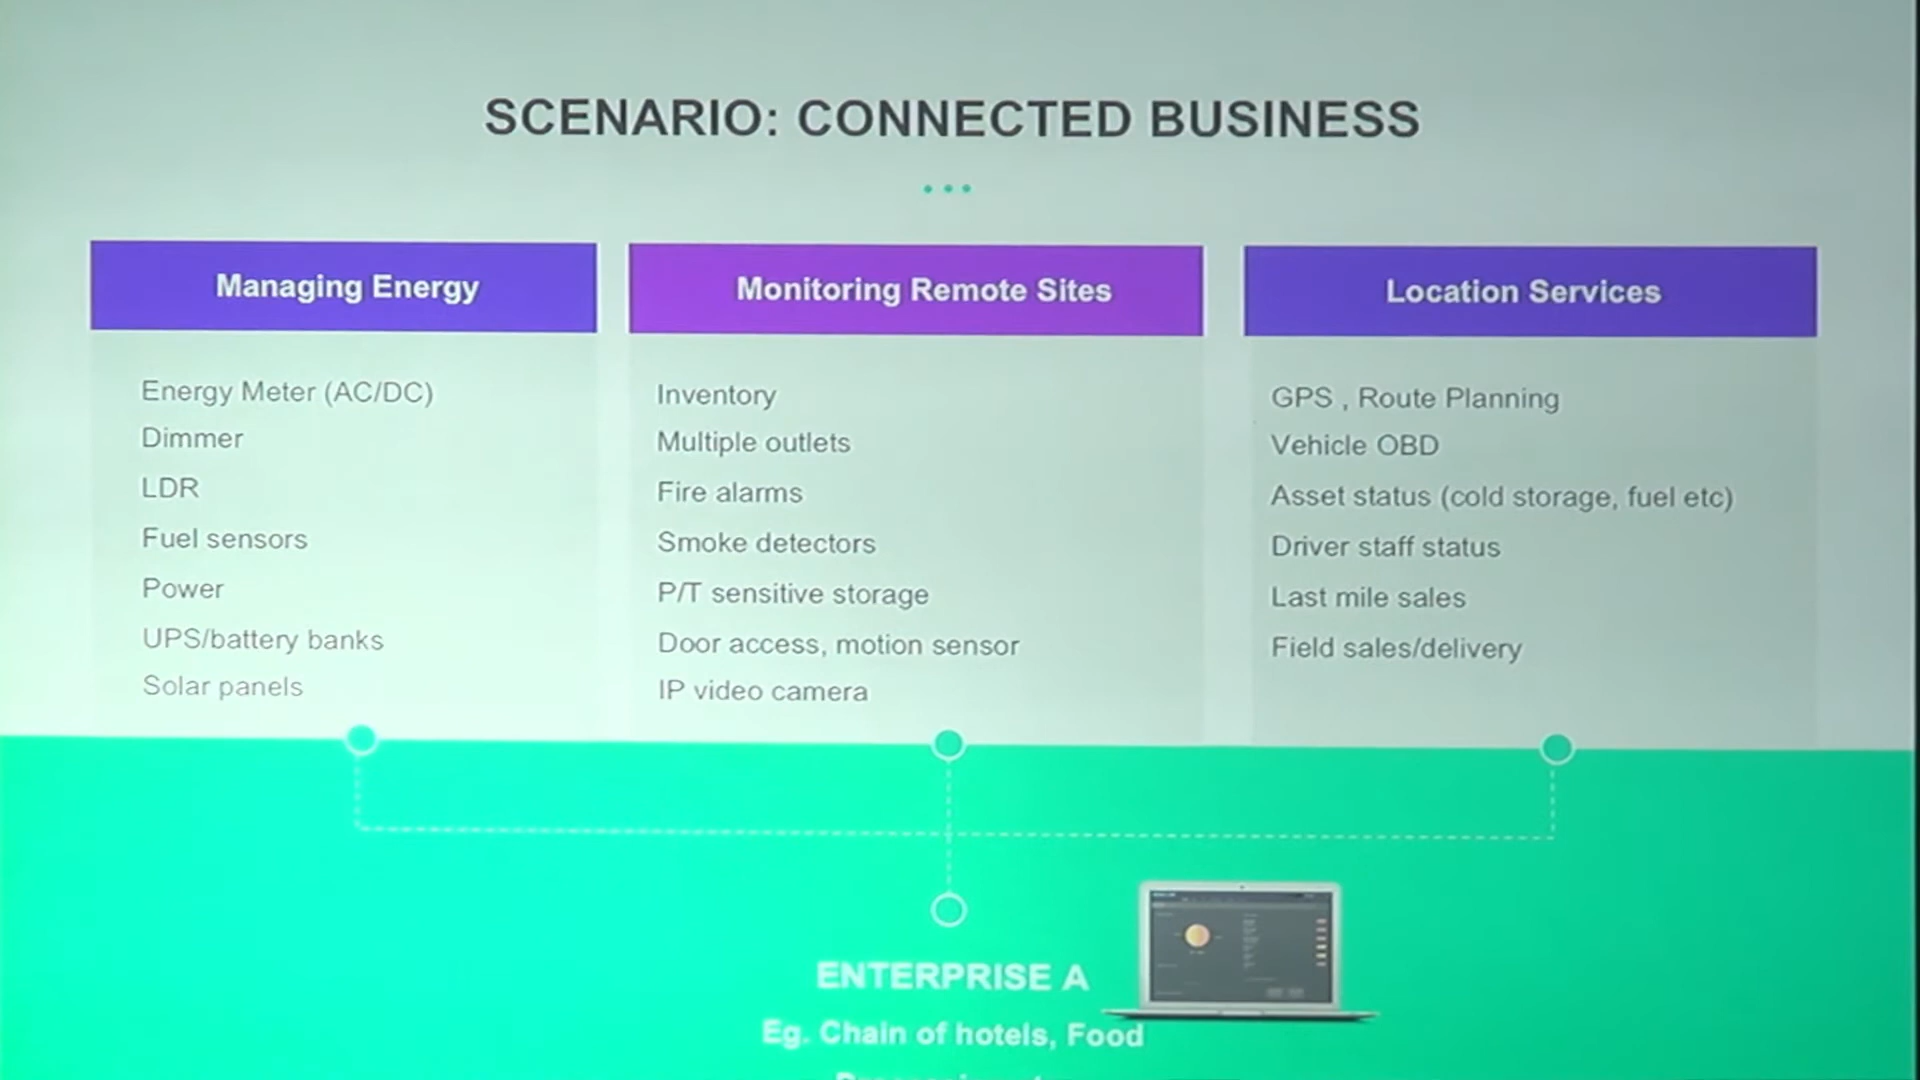 SCENARIO: CONNECTED BUSINESS
Managing Energy
Energy Meter (AC/DC)
Dimmer
LDR
Fuel sensors
Power
UPS/battery banks
Solar panels
Monitoring Remote Sites
Inventory
Multiple outlets
Fire alarms
Smoke detectors
P/T sensitive storage
Door access, motion sensor
IP video camera
Location Services
GPS , Route Planning
Vehicle OBD
Asset status (cold storage, fuel etc)
Driver staff status
Last mile sales
Field sales/delivery
ENTERPRISE A
Eg. Chain of hotels, Food